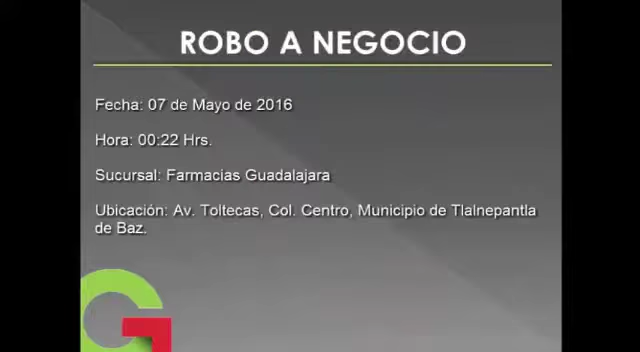 ROBO A NEGOCIO
Fecha: 07 de Mayo de 2016
Hora: 00:22 Hrs.
Sucursal: Farmacias Guadalajara
Ubicación: Av. Toltecas, Col. Centro, Municipio de Tlalnepantla
de Baz.